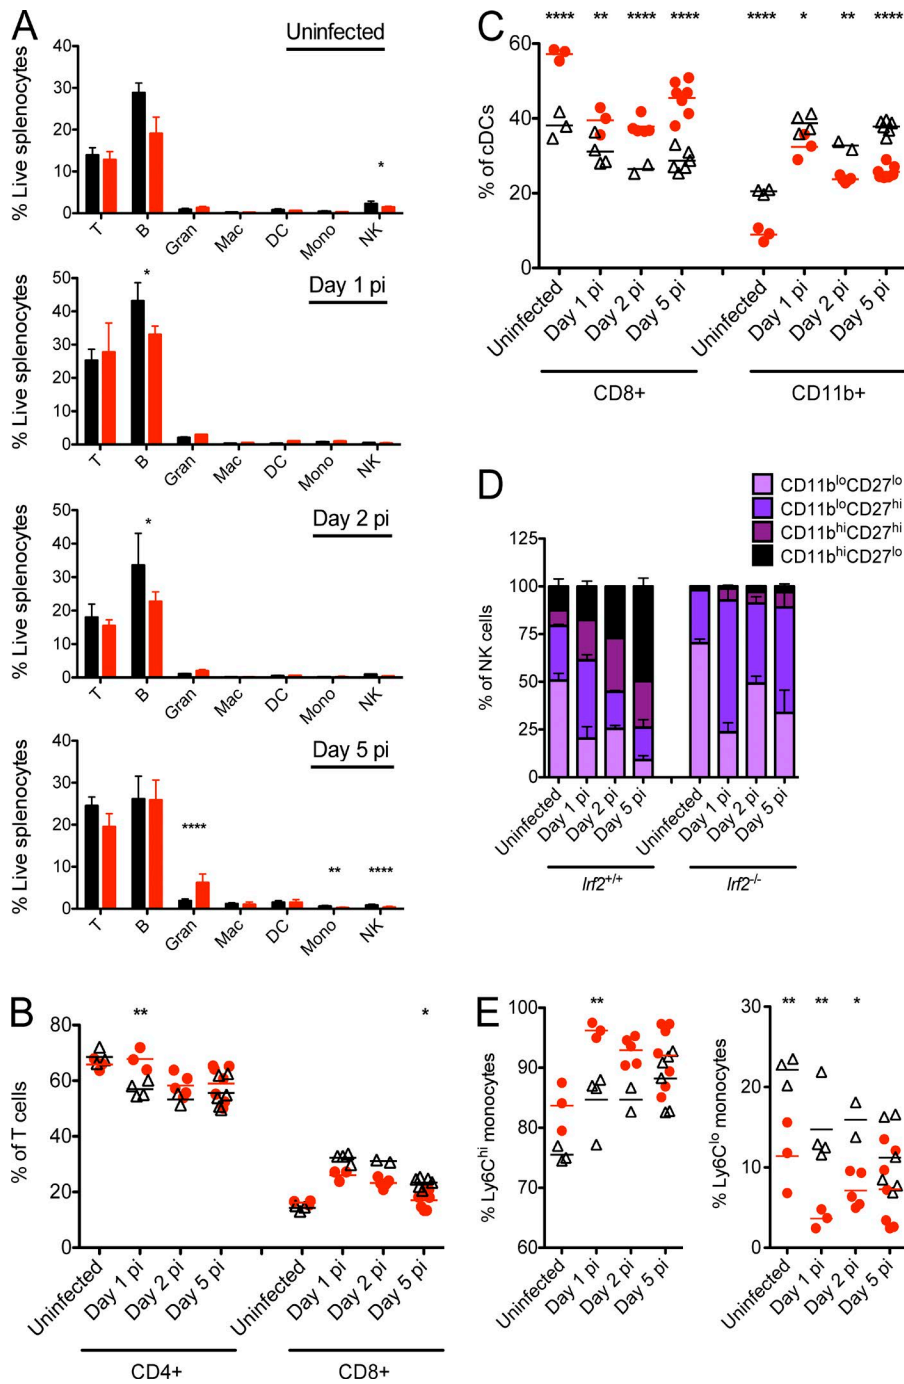 A
Uninfected
% Live splenocytes
40
30
20
10
0
*
T
B
Gran
Mac
DC
Mono
NK
Day 1 pi
% Live splenocytes
50
40
30
20
10
0
*
T
B
Gran
Mac
DC
Mono
NK
Day 2 pi
% Live splenocytes
50
40
30
20
10
0
*
T
B
Gran
Mac
DC
Mono
NK
Day 5 pi
% Live splenocytes
40
30
20
10
0
****
**
****
T
B
Gran
Mac
DC
Mono
NK
B
% of T cells
80
60
40
20
0
**
*
Uninfected
Day 1 pi
Day 2 pi
Day 5 pi
Uninfected
Day 1 pi
Day 2 pi
Day 5 pi
CD4+
CD8+
C
% of cDCs
60
40
20
0
****
**
****
****
****
*
**
****
Uninfected
Day 1 pi
Day 2 pi
Day 5 pi
Uninfected
Day 1 pi
Day 2 pi
Day 5 pi
CD8+
CD11b+
D
CD11b^loCD27^lo
CD11b^loCD27^hi
CD11b^hiCD27^hi
CD11b^hiCD27^lo
% of NK cells
125
100
75
50
25
0
Uninfected
Day 1 pi
Day 2 pi
Day 5 pi
Uninfected
Day 1 pi
Day 2 pi
Day 5 pi
Irf2^+/+
Irf2^-/-
E
% Ly6C^hi monocytes
100
90
80
70
60
**
Uninfected
Day 1 pi
Day 2 pi
Day 5 pi
% Ly6C^lo monocytes
30
20
10
0
**
**
*
Uninfected
Day 1 pi
Day 2 pi
Day 5 pi